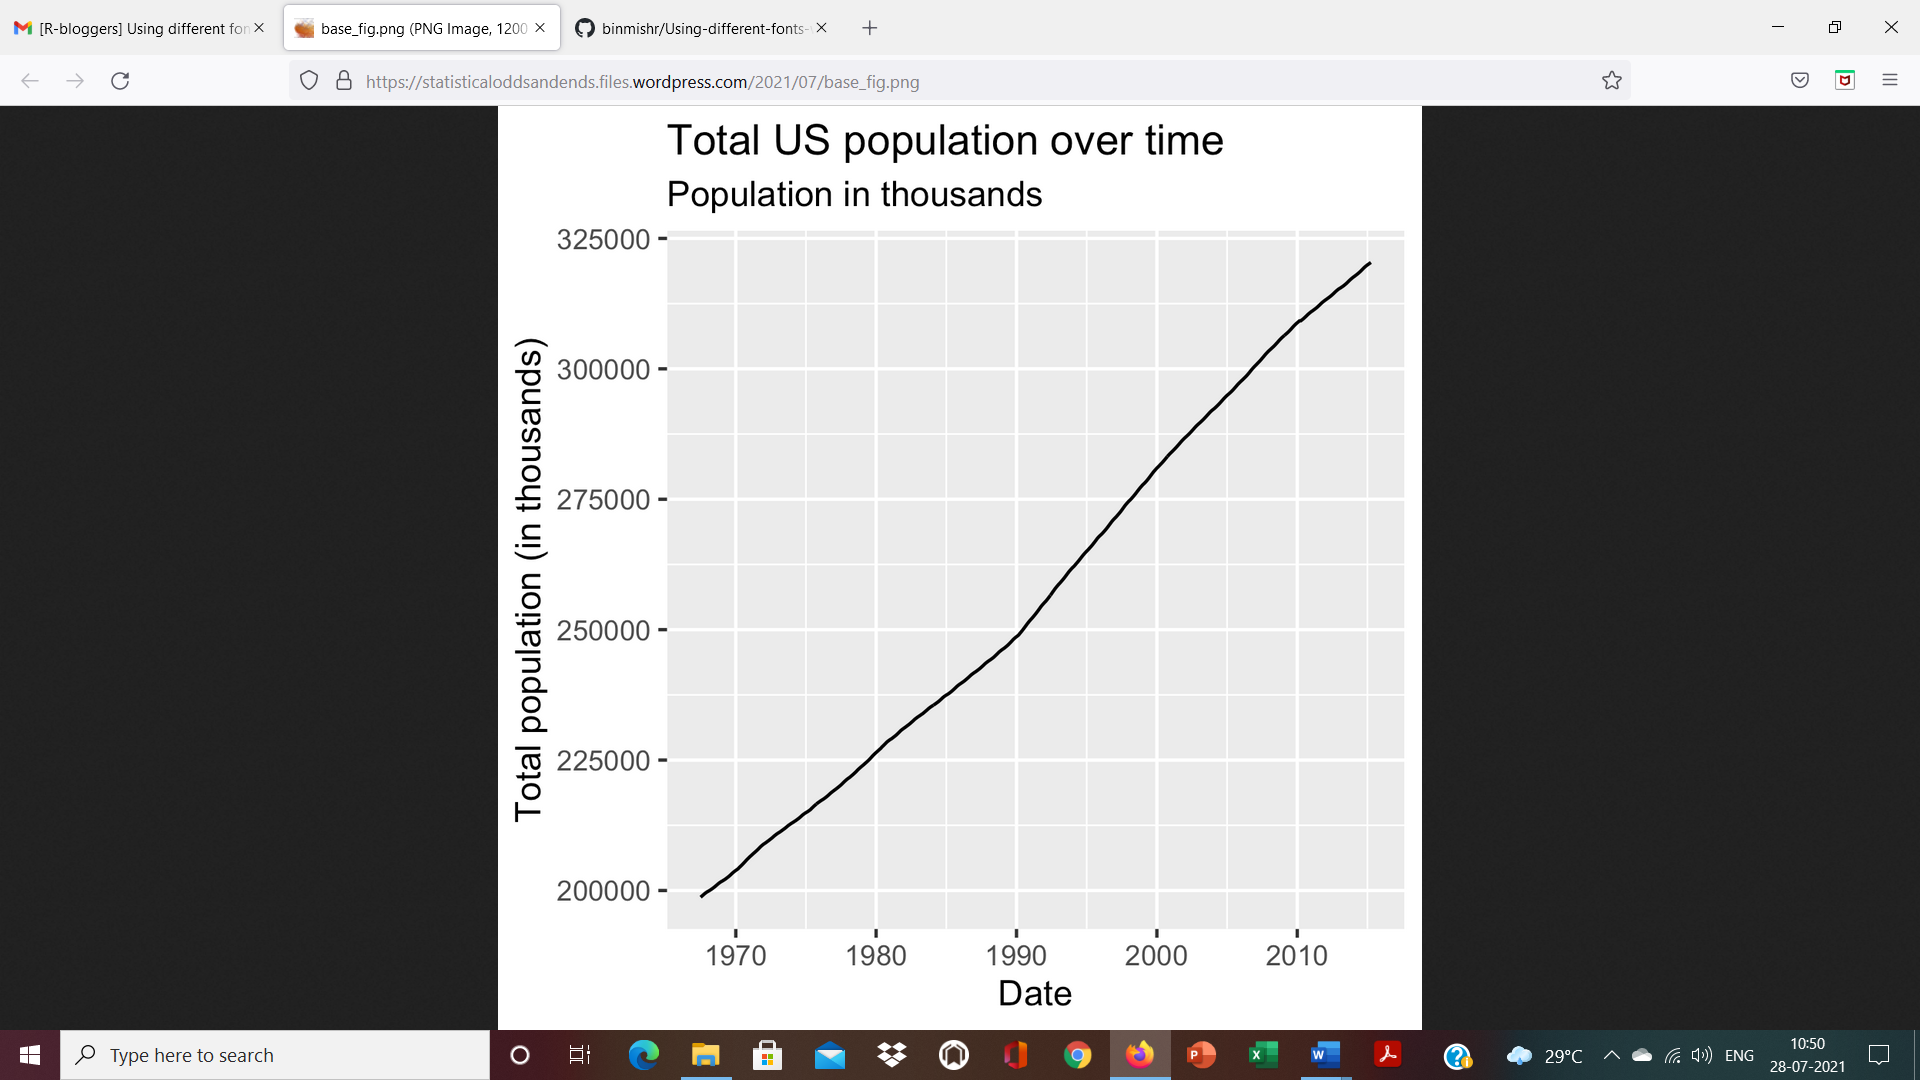 [R-bloggers] Using different fon
base_fig.png (PNG Image, 1200
binmishr/Using-different-fonts-
https://statisticaloddsandends.files.wordpress.com/2021/07/base_fig.png
Total US population over time
Population in thousands
325000
300000
275000
250000
225000
200000
Total population (in thousands)
1970 1980 1990 2000 2010
Date
Type here to search
29°C
ENG
10:50
28-07-2021